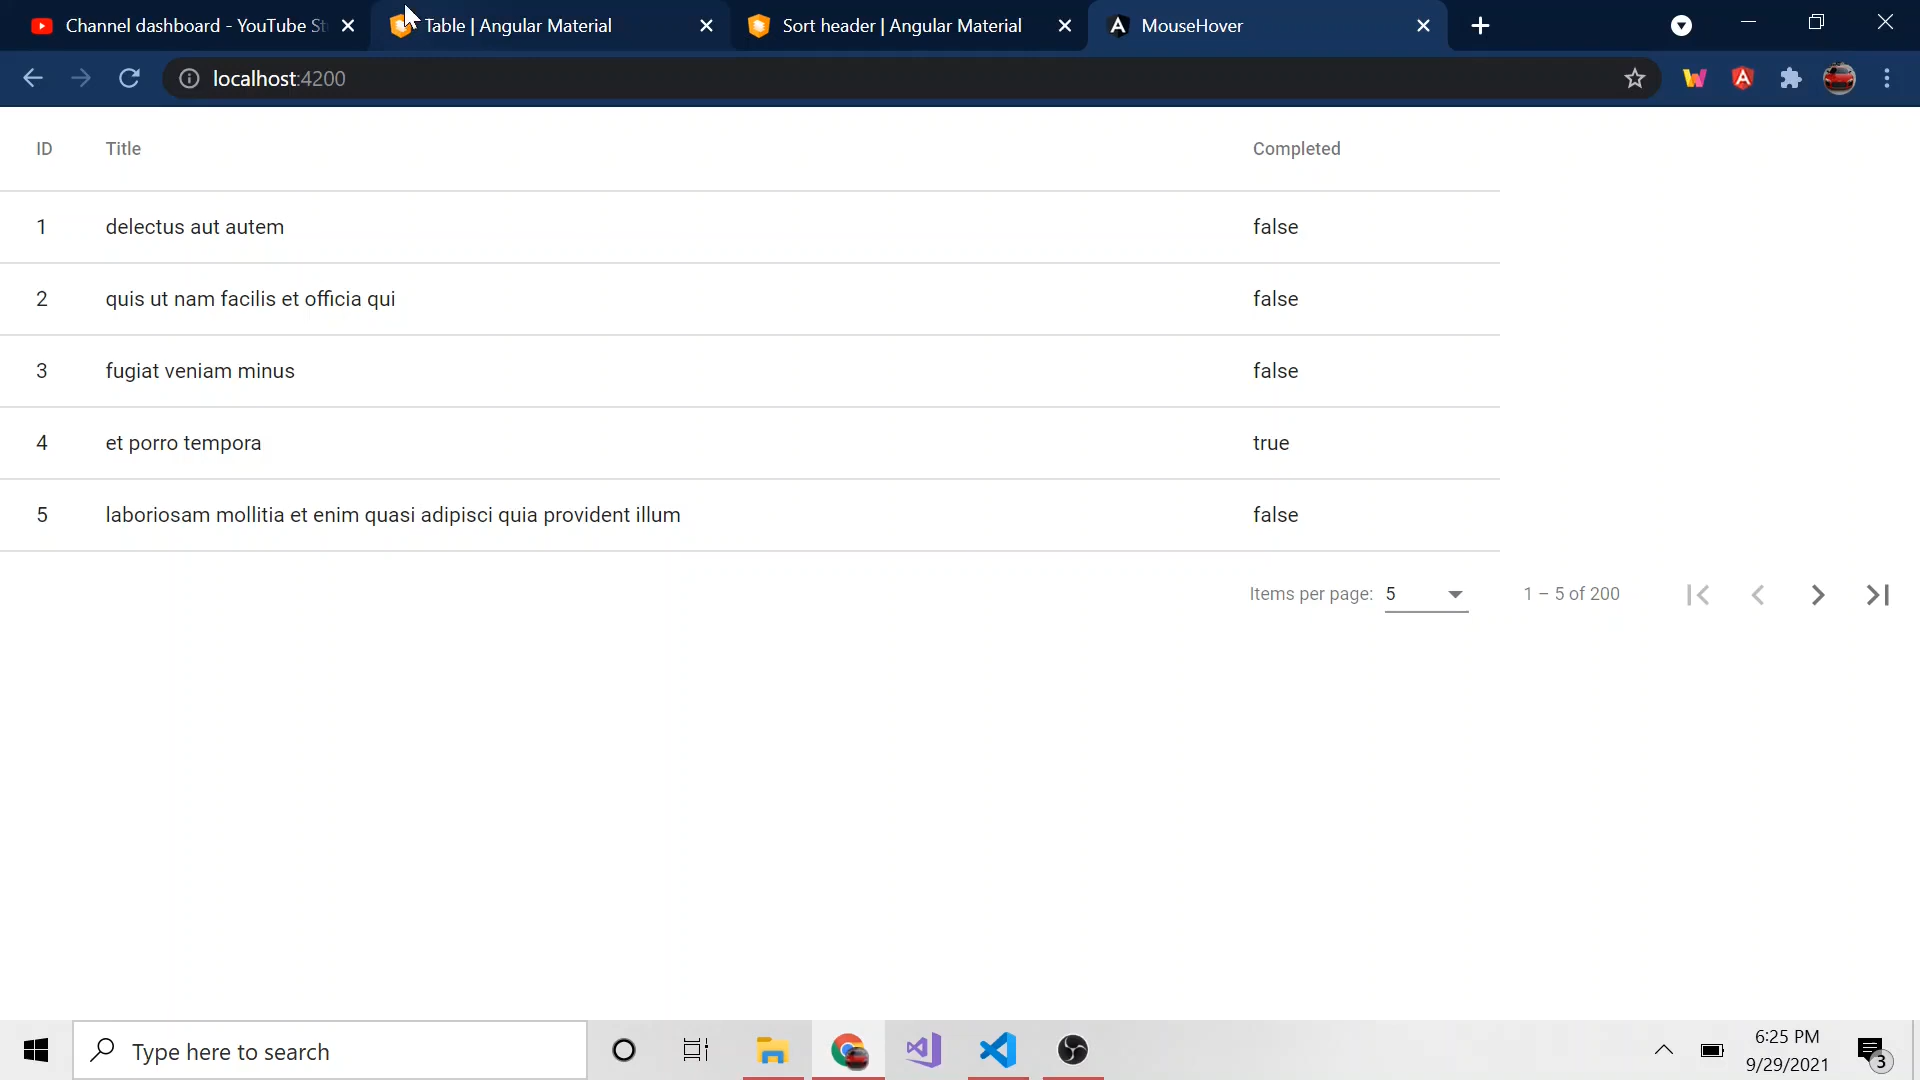 Channel dashboard - YouTube St
Table | Angular Material
Sort header | Angular Material
MouseHover
localhost:4200
ID Title Completed
1 delectus aut autem false
2 quis ut nam facilis et officia qui false
3 fugiat veniam minus false
4 et porro tempora true
5 laboriosam mollitia et enim quasi adipisci quia provident illum false
Items per page: 5 1 – 5 of 200
Type here to search
6:25 PM
9/29/2021
3